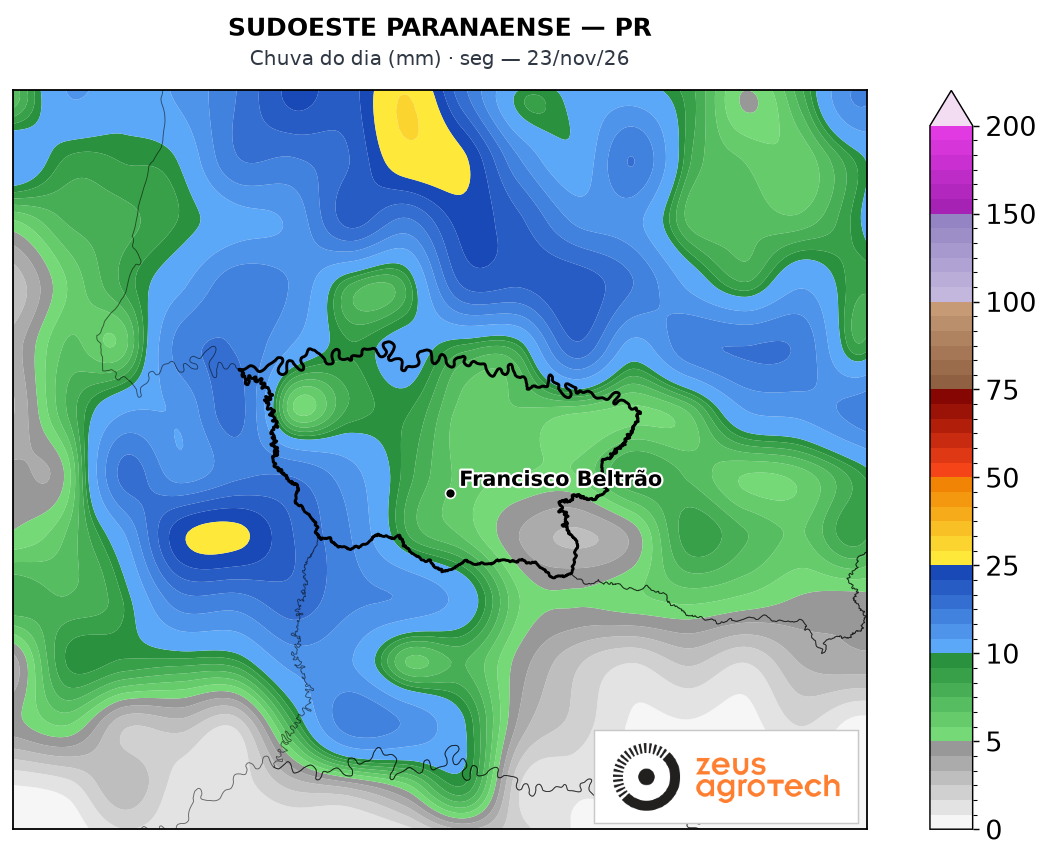 SUDOESTE PARANAENSE — PR
Chuva do dia (mm) · seg — 23/nov/26
200
150
100
75
50
25
10
5
0
Francisco Beltrão
zeus
agrotech